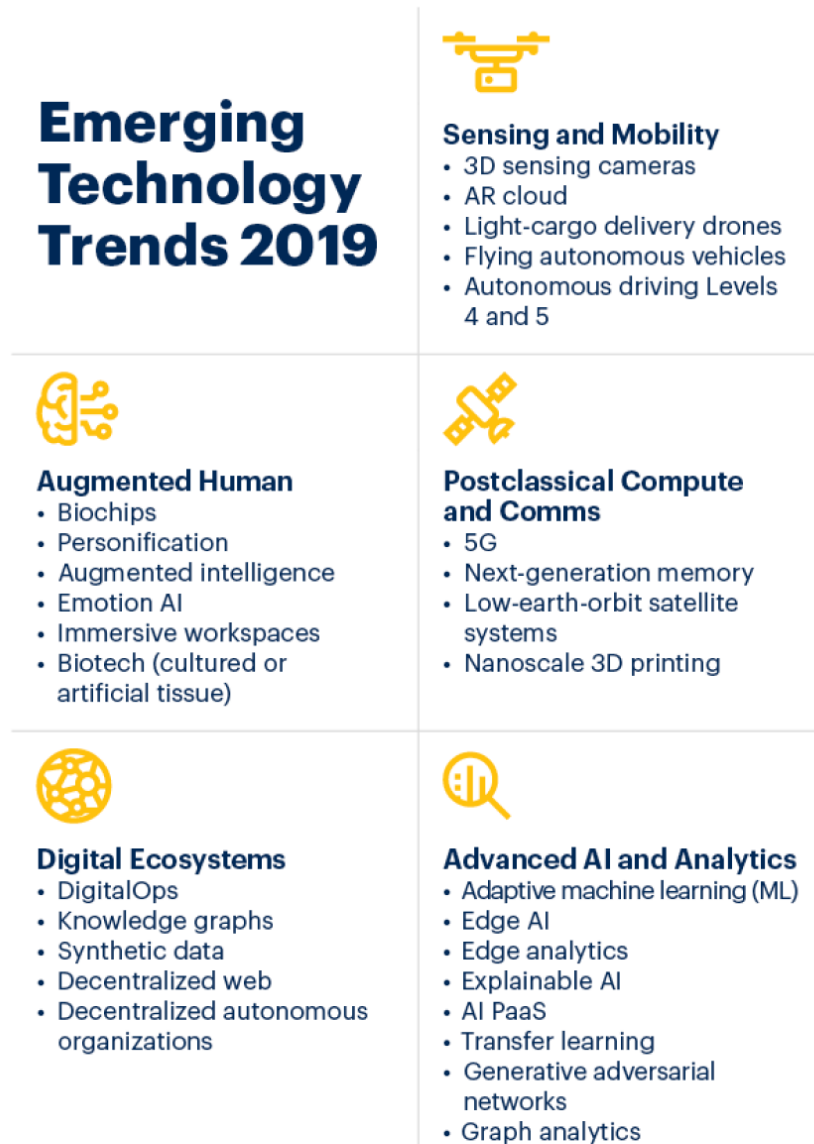 Emerging
Technology
Trends 2019
Sensing and Mobility
• 3D sensing cameras
• AR cloud
• Light-cargo delivery drones
• Flying autonomous vehicles
• Autonomous driving Levels
4 and 5
Augmented Human
• Biochips
• Personification
• Augmented intelligence
• Emotion AI
• Immersive workspaces
• Biotech (cultured or
artificial tissue)
Postclassical Compute
and Comms
• 5G
• Next-generation memory
• Low-earth-orbit satellite
systems
• Nanoscale 3D printing
Digital Ecosystems
• DigitalOps
• Knowledge graphs
• Synthetic data
• Decentralized web
• Decentralized autonomous
organizations
Advanced AI and Analytics
• Adaptive machine learning (ML)
• Edge AI
• Edge analytics
• Explainable AI
• AI PaaS
• Transfer learning
• Generative adversarial
networks
• Graph analytics